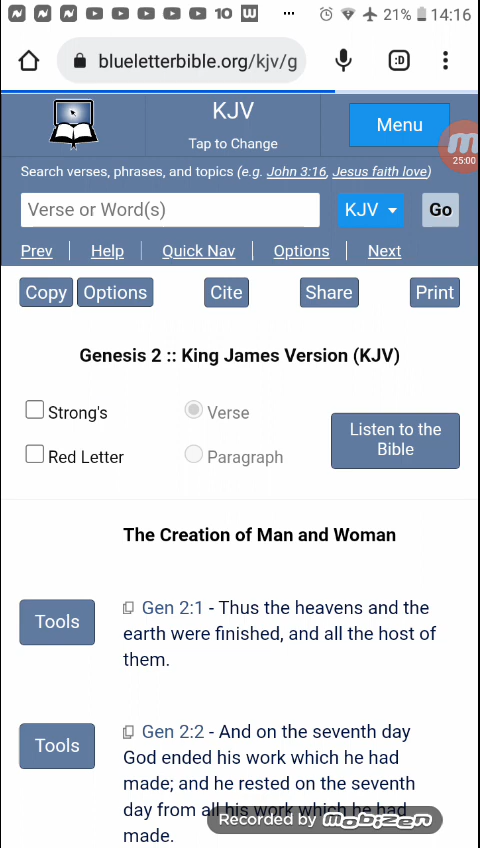 10 W ... 21% 14:16
blueletterbible.org/kjv/g :D
KJV
Tap to Change
Menu
25:00
Search verses, phrases, and topics (e.g. John 3:16, Jesus faith love)
Verse or Word(s) KJV Go
Prev Help Quick Nav Options Next
Copy Options Cite Share Print
Genesis 2 :: King James Version (KJV)
Strong's Verse
Listen to the
Bible
Red Letter Paragraph
The Creation of Man and Woman
Tools
Gen 2:1 - Thus the heavens and the
earth were finished, and all the host of
them.
Tools
Gen 2:2 - And on the seventh day
God ended his work which he had
made; and he rested on the seventh
day from all his work which he had
made.
Recorded by mobizen